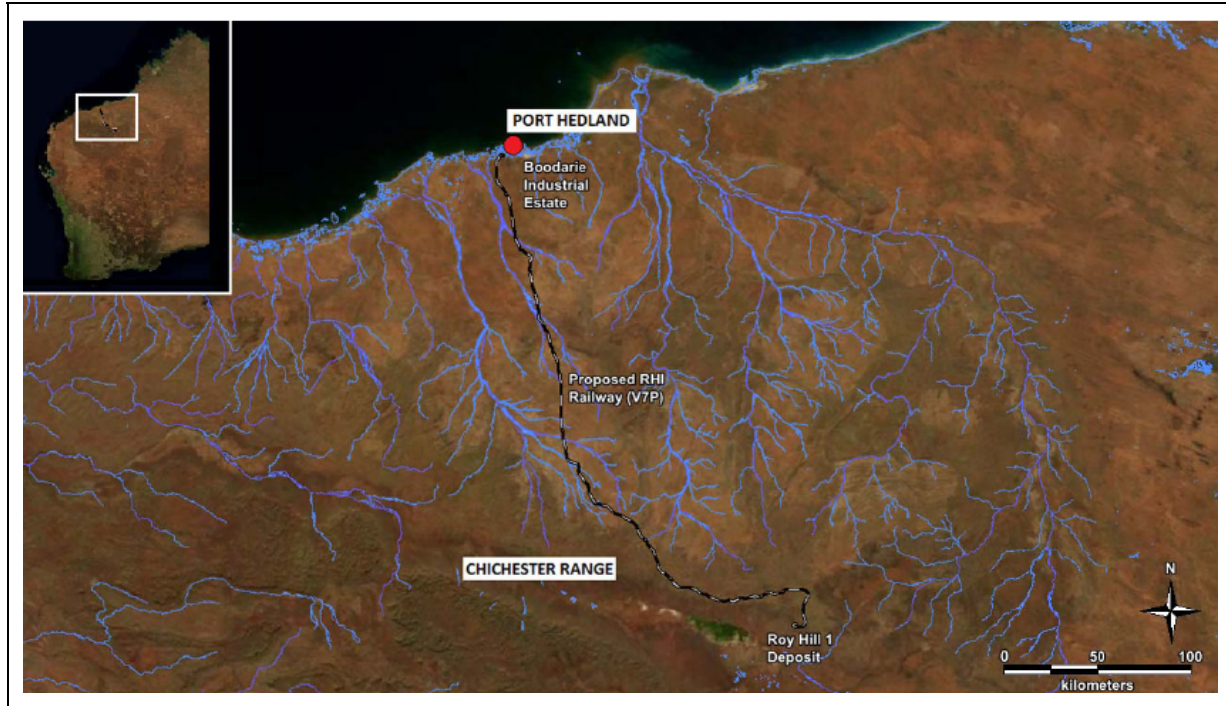 PORT HEDLAND
Boodarie
Industrial
Estate
Proposed RHI
Railway (V7P)
CHICHESTER RANGE
Roy Hill 1
Deposit
N
0 50 100
kilometers